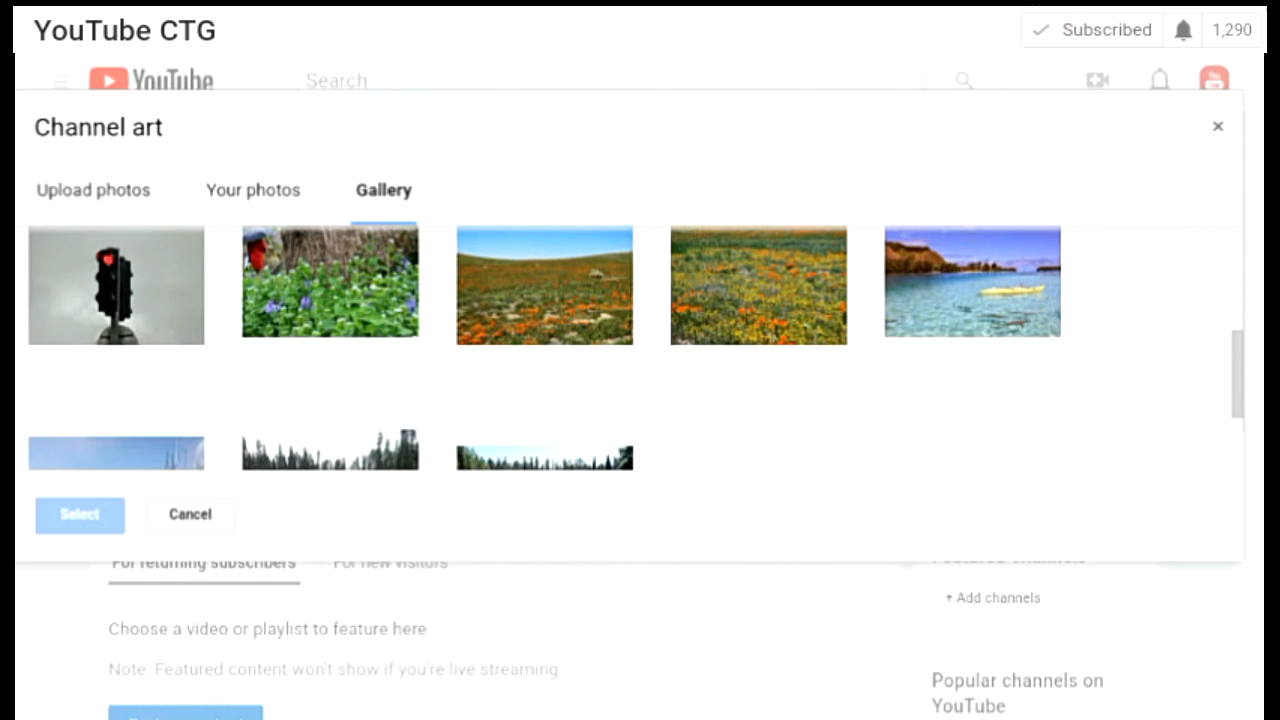 YouTube CTG
Subscribed
1,290
YouTube
Search
Channel art
×
Upload photos
Your photos
Gallery
Select
Cancel
For returning subscribers
For new visitors
Featured channels
+ Add channels
Choose a video or playlist to feature here.
Note: Featured content won't show if you're live streaming
Popular channels on
YouTube